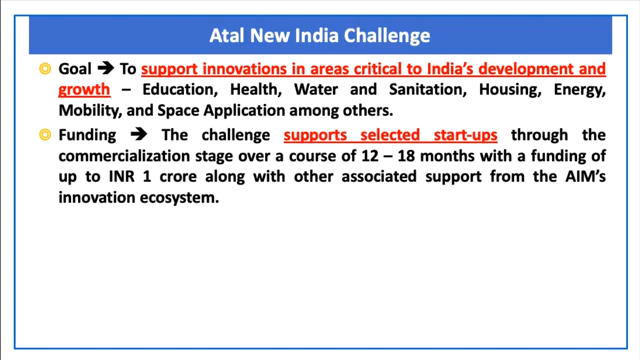 Atal New India Challenge
Goal ➔ To support innovations in areas critical to India's development and
growth – Education, Health, Water and Sanitation, Housing, Energy,
Mobility, and Space Application among others.
Funding ➔ The challenge supports selected start-ups through the
commercialization stage over a course of 12 – 18 months with a funding of
up to INR 1 crore along with other associated support from the AIM's
innovation ecosystem.